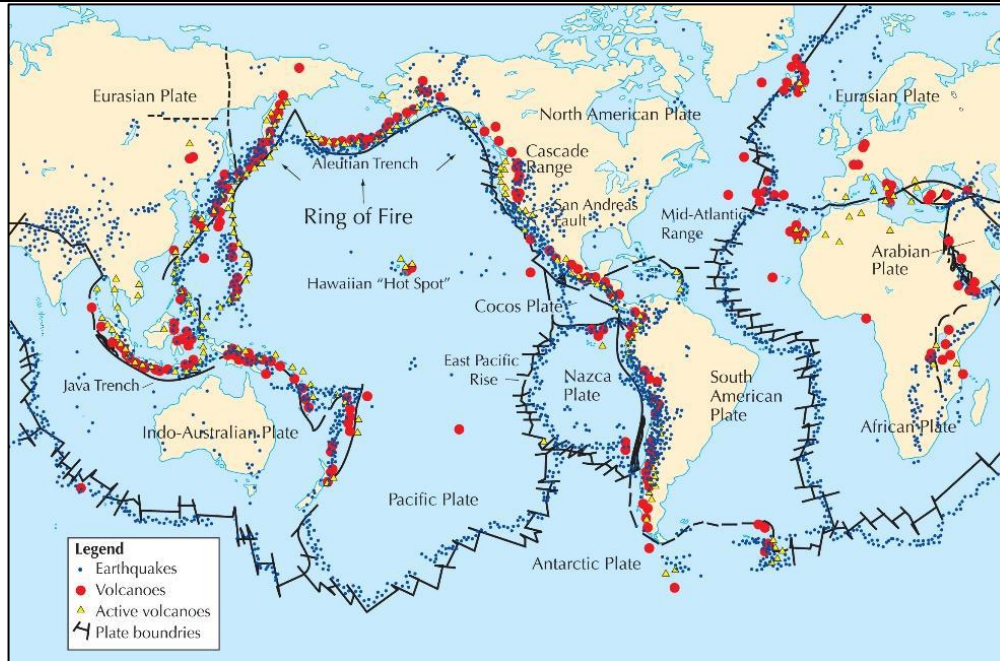 Eurasian Plate
Aleutian Trench
Ring of Fire
Hawaiian “Hot Spot”
North American Plate
Cascade
Range
San Andreas
Fault
Mid-Atlantic
Range
Eurasian Plate
Arabian
Plate
Cocos Plate
East Pacific
Rise
Nazca
Plate
South
American
Plate
African Plate
Java Trench
Indo-Australian Plate
Pacific Plate
Antarctic Plate
Legend
Earthquakes
Volcanoes
Active volcanoes
Plate boundries